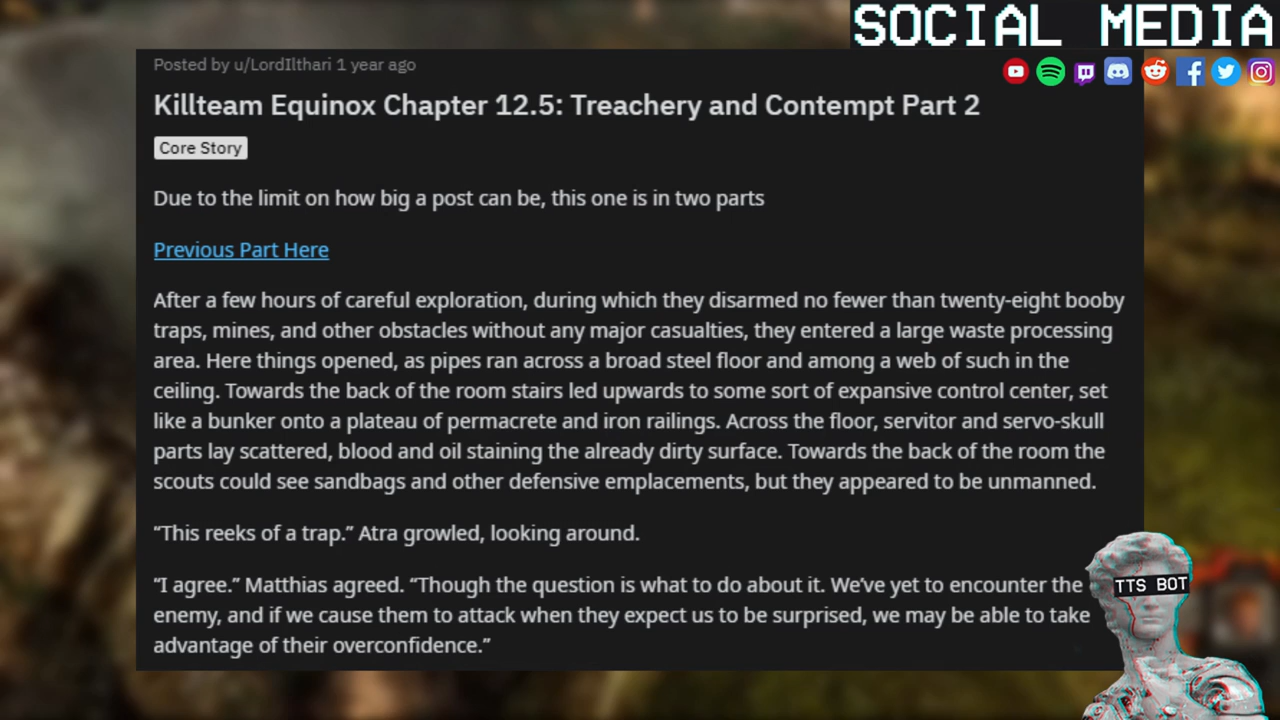 SOCIAL MEDIA
Posted by u/LordIlthari 1 year ago
Killteam Equinox Chapter 12.5: Treachery and Contempt Part 2
Core Story
Due to the limit on how big a post can be, this one is in two parts
Previous Part Here
After a few hours of careful exploration, during which they disarmed no fewer than twenty-eight booby
traps, mines, and other obstacles without any major casualties, they entered a large waste processing
area. Here things opened, as pipes ran across a broad steel floor and among a web of such in the
ceiling. Towards the back of the room stairs led upwards to some sort of expansive control center, set
like a bunker onto a plateau of permacrete and iron railings. Across the floor, servitor and servo-skull
parts lay scattered, blood and oil staining the already dirty surface. Towards the back of the room the
scouts could see sandbags and other defensive emplacements, but they appeared to be unmanned.
“This reeks of a trap.” Atra growled, looking around.
“I agree.” Matthias agreed. “Though the question is what to do about it. We’ve yet to encounter the
enemy, and if we cause them to attack when they expect us to be surprised, we may be able to take
advantage of their overconfidence.”
TTS BOT